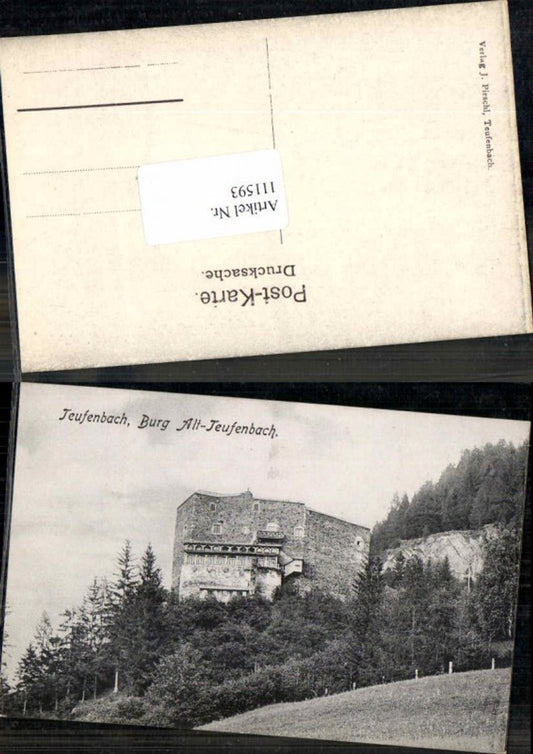 Verlag J. Pirschl, Teufenbach.
Artikel Nr.
111593
Post-Karte.
Drucksache.
Teufenbach, Burg Alt-Teufenbach.